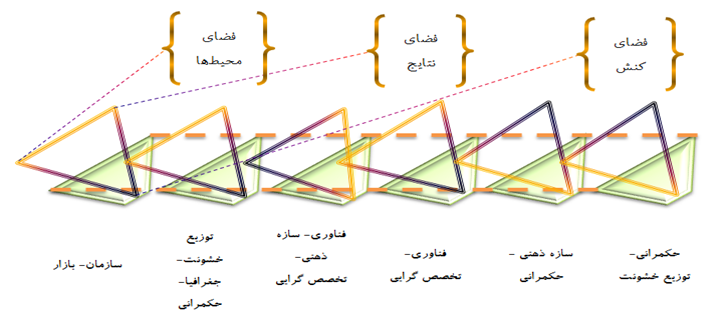 فضای
کنش
فضای
نتایج
فضای
محیط‌ها
حکمرانی-
توزیع خشونت
سازه ذهنی -
حکمرانی
فناوری-
تخصص گرایی
فناوری- سازه
ذهنی-
تخصص گرایی
توزیع
خشونت-
جغرافیا-
حکمرانی
سازمان- بازار